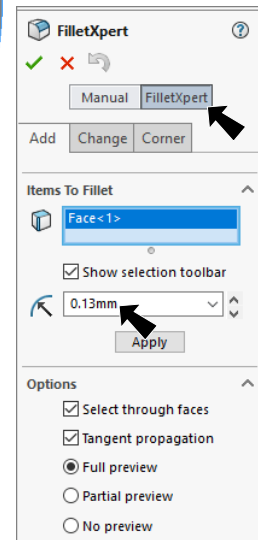 FilletXpert ?
Manual FilletXpert
Add Change Corner
Items To Fillet
Face<1>
Show selection toolbar
0.13mm
Apply
Options
Select through faces
Tangent propagation
Full preview
Partial preview
No preview